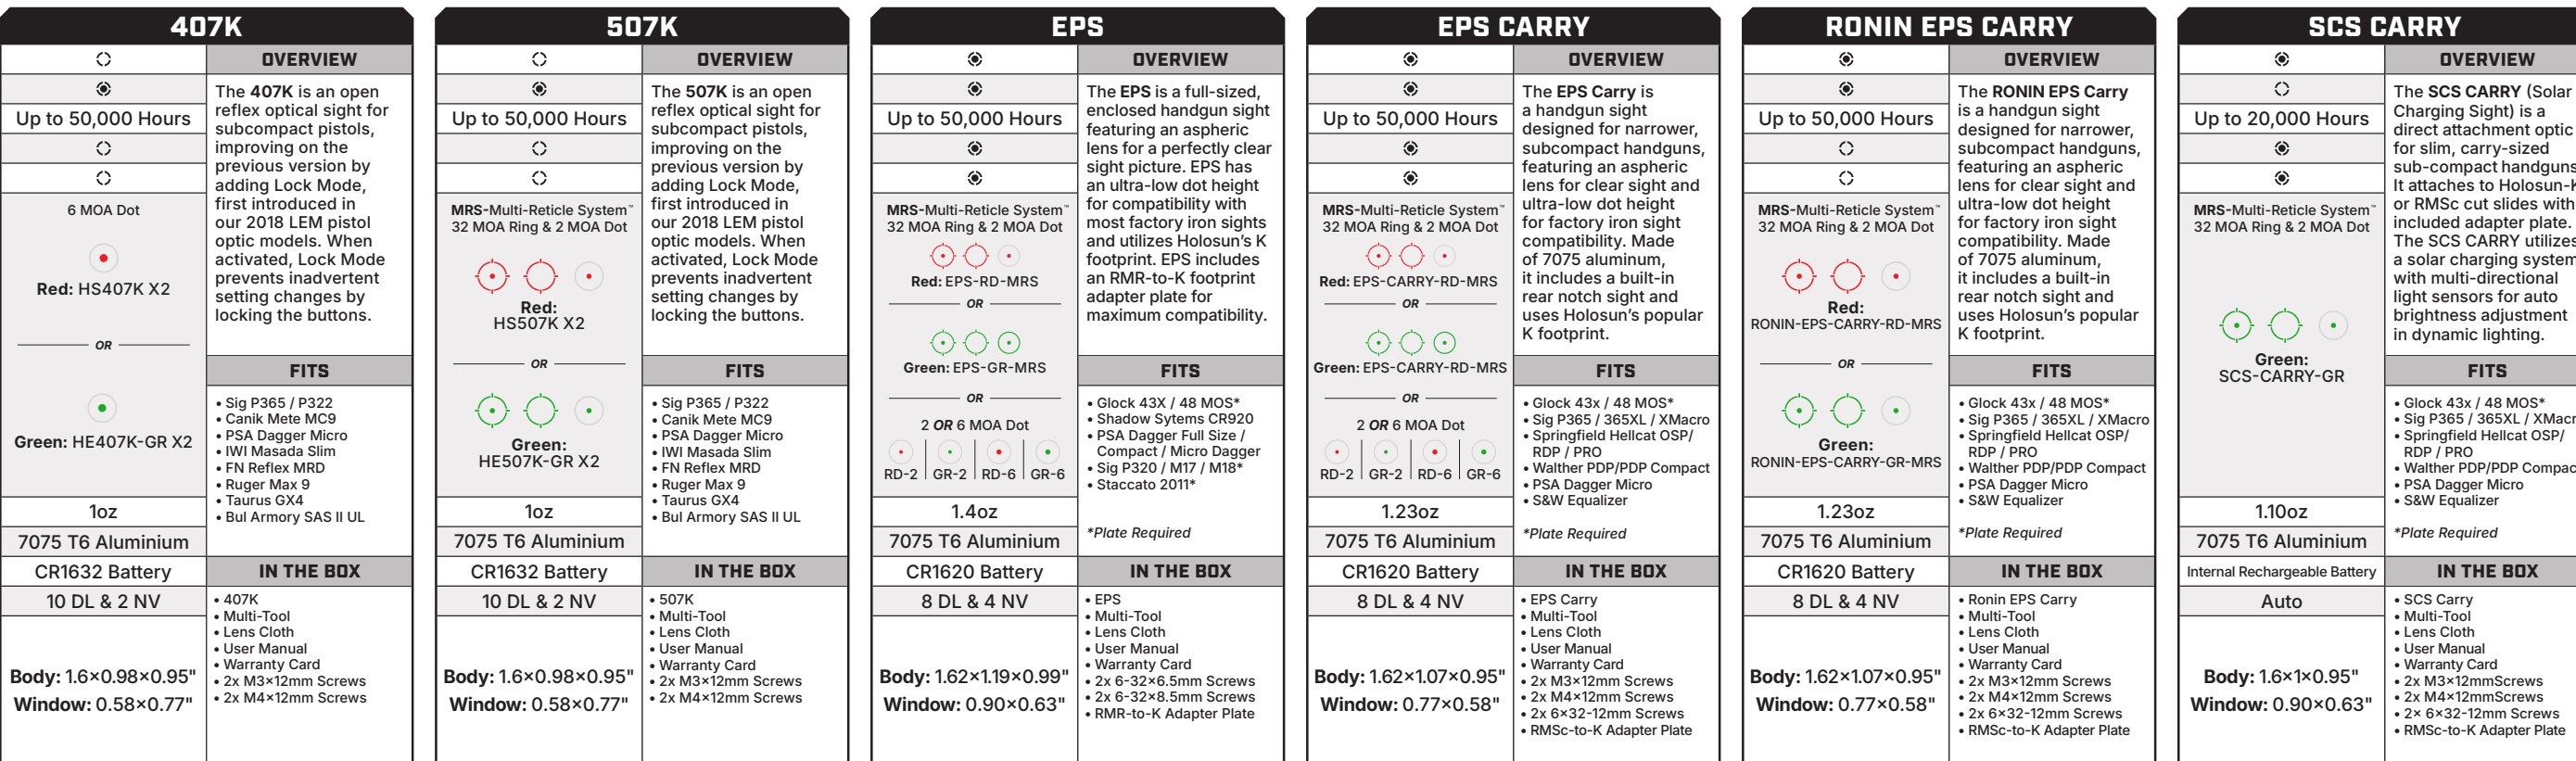 407K
OVERVIEW
Up to 50,000 Hours
6 MOA Dot
Red: HS407K X2
OR
Green: HE407K-GR X2
1oz
7075 T6 Aluminium
CR1632 Battery
10 DL & 2 NV
Body: 1.6×0.98×0.95"
Window: 0.58×0.77"
The 407K is an open
reflex optical sight for
subcompact pistols,
improving on the
previous version by
adding Lock Mode,
first introduced in
our 2018 LEM pistol
optic models. When
activated, Lock Mode
prevents inadvertent
setting changes by
locking the buttons.
FITS
• Sig P365 / P322
• Canik Mete MC9
• PSA Dagger Micro
• IWI Masada Slim
• FN Reflex MRD
• Ruger Max 9
• Taurus GX4
• Bul Armory SAS II UL
IN THE BOX
• 407K
• Multi-Tool
• Lens Cloth
• User Manual
• Warranty Card
• 2x M3×12mm Screws
• 2x M4×12mm Screws
507K
OVERVIEW
Up to 50,000 Hours
MRS-Multi-Reticle System™
32 MOA Ring & 2 MOA Dot
Red:
HS507K X2
OR
Green:
HE507K-GR X2
1oz
7075 T6 Aluminium
CR1632 Battery
10 DL & 2 NV
Body: 1.6×0.98×0.95"
Window: 0.58×0.77"
The 507K is an open
reflex optical sight for
subcompact pistols,
improving on the
previous version by
adding Lock Mode,
first introduced in
our 2018 LEM pistol
optic models. When
activated, Lock Mode
prevents inadvertent
setting changes by
locking the buttons.
FITS
• Sig P365 / P322
• Canik Mete MC9
• PSA Dagger Micro
• IWI Masada Slim
• FN Reflex MRD
• Ruger Max 9
• Taurus GX4
• Bul Armory SAS II UL
IN THE BOX
• 507K
• Multi-Tool
• Lens Cloth
• User Manual
• Warranty Card
• 2x M3×12mm Screws
• 2x M4×12mm Screws
EPS
OVERVIEW
Up to 50,000 Hours
MRS-Multi-Reticle System™
32 MOA Ring & 2 MOA Dot
Red: EPS-RD-MRS
OR
Green: EPS-GR-MRS
OR
2 OR 6 MOA Dot
RD-2 | GR-2 | RD-6 | GR-6
1.4oz
7075 T6 Aluminium
CR1620 Battery
8 DL & 4 NV
Body: 1.62×1.19×0.99"
Window: 0.90×0.63"
The EPS is a full-sized,
enclosed handgun sight
featuring an aspheric
lens for a perfectly clear
sight picture. EPS has
an ultra-low dot height
for compatibility with
most factory iron sights
and utilizes Holosun's K
footprint. EPS includes
an RMR-to-K footprint
adapter plate for
maximum compatibility.
FITS
• Glock 43X / 48 MOS*
• Shadow Sytems CR920
• PSA Dagger Full Size /
Compact / Micro Dagger
• Sig P320 / M17 / M18*
• Staccato 2011*
*Plate Required
IN THE BOX
• EPS
• Multi-Tool
• Lens Cloth
• User Manual
• Warranty Card
• 2x 6-32×6.5mm Screws
• 2x 6-32×8.5mm Screws
• RMR-to-K Adapter Plate
EPS CARRY
OVERVIEW
Up to 50,000 Hours
MRS-Multi-Reticle System™
32 MOA Ring & 2 MOA Dot
Red: EPS-CARRY-RD-MRS
OR
Green: EPS-CARRY-RD-MRS
OR
2 OR 6 MOA Dot
RD-2 | GR-2 | RD-6 | GR-6
1.23oz
7075 T6 Aluminium
CR1620 Battery
8 DL & 4 NV
Body: 1.62×1.07×0.95"
Window: 0.77×0.58"
The EPS Carry is
a handgun sight
designed for narrower,
subcompact handguns,
featuring an aspheric
lens for clear sight and
ultra-low dot height
for factory iron sight
compatibility. Made
of 7075 aluminum,
it includes a built-in
rear notch sight and
uses Holosun's popular
K footprint.
FITS
• Glock 43x / 48 MOS*
• Sig P365 / 365XL / XMacro
• Springfield Hellcat OSP/
RDP / PRO
• Walther PDP/PDP Compact
• PSA Dagger Micro
• S&W Equalizer
*Plate Required
IN THE BOX
• EPS Carry
• Multi-Tool
• Lens Cloth
• User Manual
• Warranty Card
• 2x M3×12mm Screws
• 2x M4×12mm Screws
• 2x 6×32-12mm Screws
• RMSc-to-K Adapter Plate
RONIN EPS CARRY
OVERVIEW
Up to 50,000 Hours
MRS-Multi-Reticle System™
32 MOA Ring & 2 MOA Dot
Red:
RONIN-EPS-CARRY-RD-MRS
OR
Green:
RONIN-EPS-CARRY-GR-MRS
1.23oz
7075 T6 Aluminium
CR1620 Battery
8 DL & 4 NV
Body: 1.62×1.07×0.95"
Window: 0.77×0.58"
The RONIN EPS Carry
is a handgun sight
designed for narrower,
subcompact handguns,
featuring an aspheric
lens for clear sight and
ultra-low dot height
for factory iron sight
compatibility. Made
of 7075 aluminum,
it includes a built-in
rear notch sight and
uses Holosun's popular
K footprint.
FITS
• Glock 43x / 48 MOS*
• Sig P365 / 365XL / XMacro
• Springfield Hellcat OSP/
RDP / PRO
• Walther PDP/PDP Compact
• PSA Dagger Micro
• S&W Equalizer
*Plate Required
IN THE BOX
• Ronin EPS Carry
• Multi-Tool
• Lens Cloth
• User Manual
• Warranty Card
• 2x M3×12mm Screws
• 2x M4×12mm Screws
• 2x 6×32-12mm Screws
• RMSc-to-K Adapter Plate
SCS CARRY
OVERVIEW
Up to 20,000 Hours
MRS-Multi-Reticle System™
32 MOA Ring & 2 MOA Dot
Green:
SCS-CARRY-GR
1.10oz
7075 T6 Aluminium
Internal Rechargeable Battery
Auto
Body: 1.6×1×0.95"
Window: 0.90×0.63"
The SCS CARRY (Solar
Charging Sight) is a
direct attachment optic
for slim, carry-sized
sub-compact handguns
It attaches to Holosun-K
or RMSc cut slides with
included adapter plate.
The SCS CARRY utilizes
a solar charging system
with multi-directional
light sensors for auto
brightness adjustment
in dynamic lighting.
FITS
• Glock 43x / 48 MOS*
• Sig P365 / 365XL / XMacr
• Springfield Hellcat OSP/
RDP / PRO
• Walther PDP/PDP Compac
• PSA Dagger Micro
• S&W Equalizer
*Plate Required
IN THE BOX
• SCS Carry
• Multi-Tool
• Lens Cloth
• User Manual
• Warranty Card
• 2x M3×12mmScrews
• 2x M4×12mmScrews
• 2× 6×32-12mm Screws
• RMSc-to-K Adapter Plate